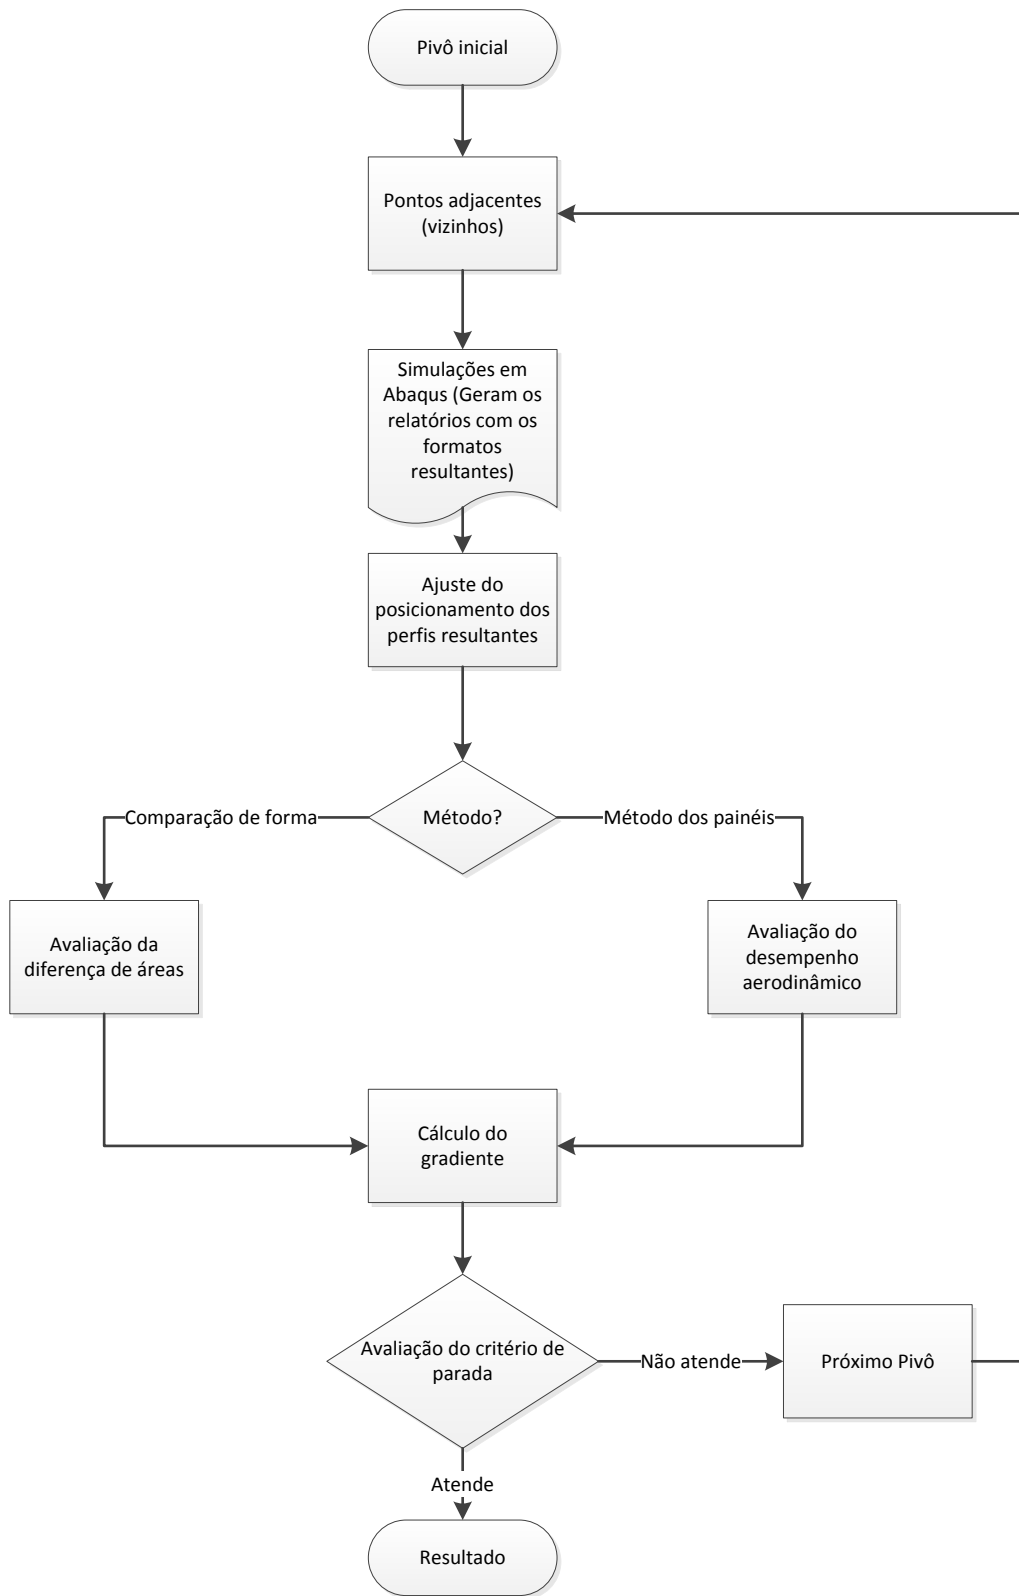 Pivô inicial
Pontos adjacentes
(vizinhos)
Simulações em
Abaqus (Geram os
relatórios com os
formatos
resultantes)
Ajuste do
posicionamento dos
perfis resultantes
Comparação de forma
Método?
Método dos painéis
Avaliação da
diferença de áreas
Avaliação do
desempenho
aerodinâmico
Cálculo do
gradiente
Avaliação do critério de
parada
Não atende
Próximo Pivô
Atende
Resultado